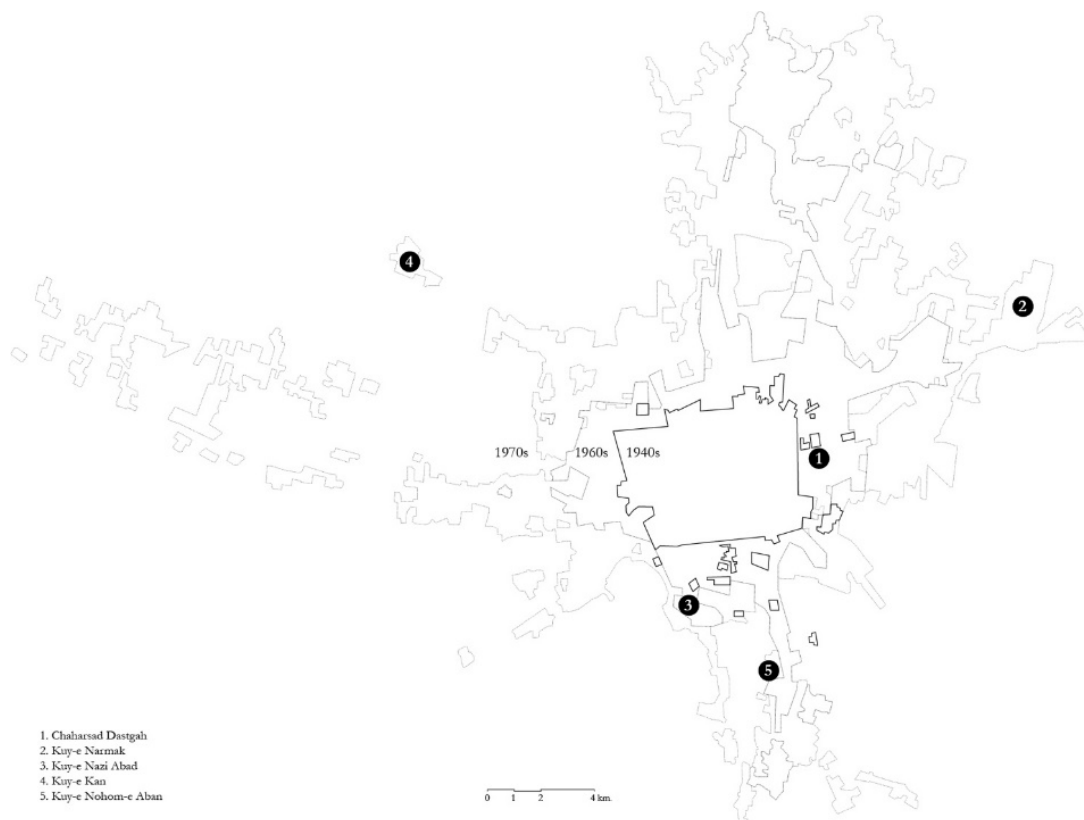 4
2
1970s 1960s 1940s
1
3
5
1. Chaharsad Dastgah
2. Kuy-e Narmak
3. Kuy-e Nazi Abad
4. Kuy-e Kan
5. Kuy-e Nohom-e Aban
0 1 2 4 km.